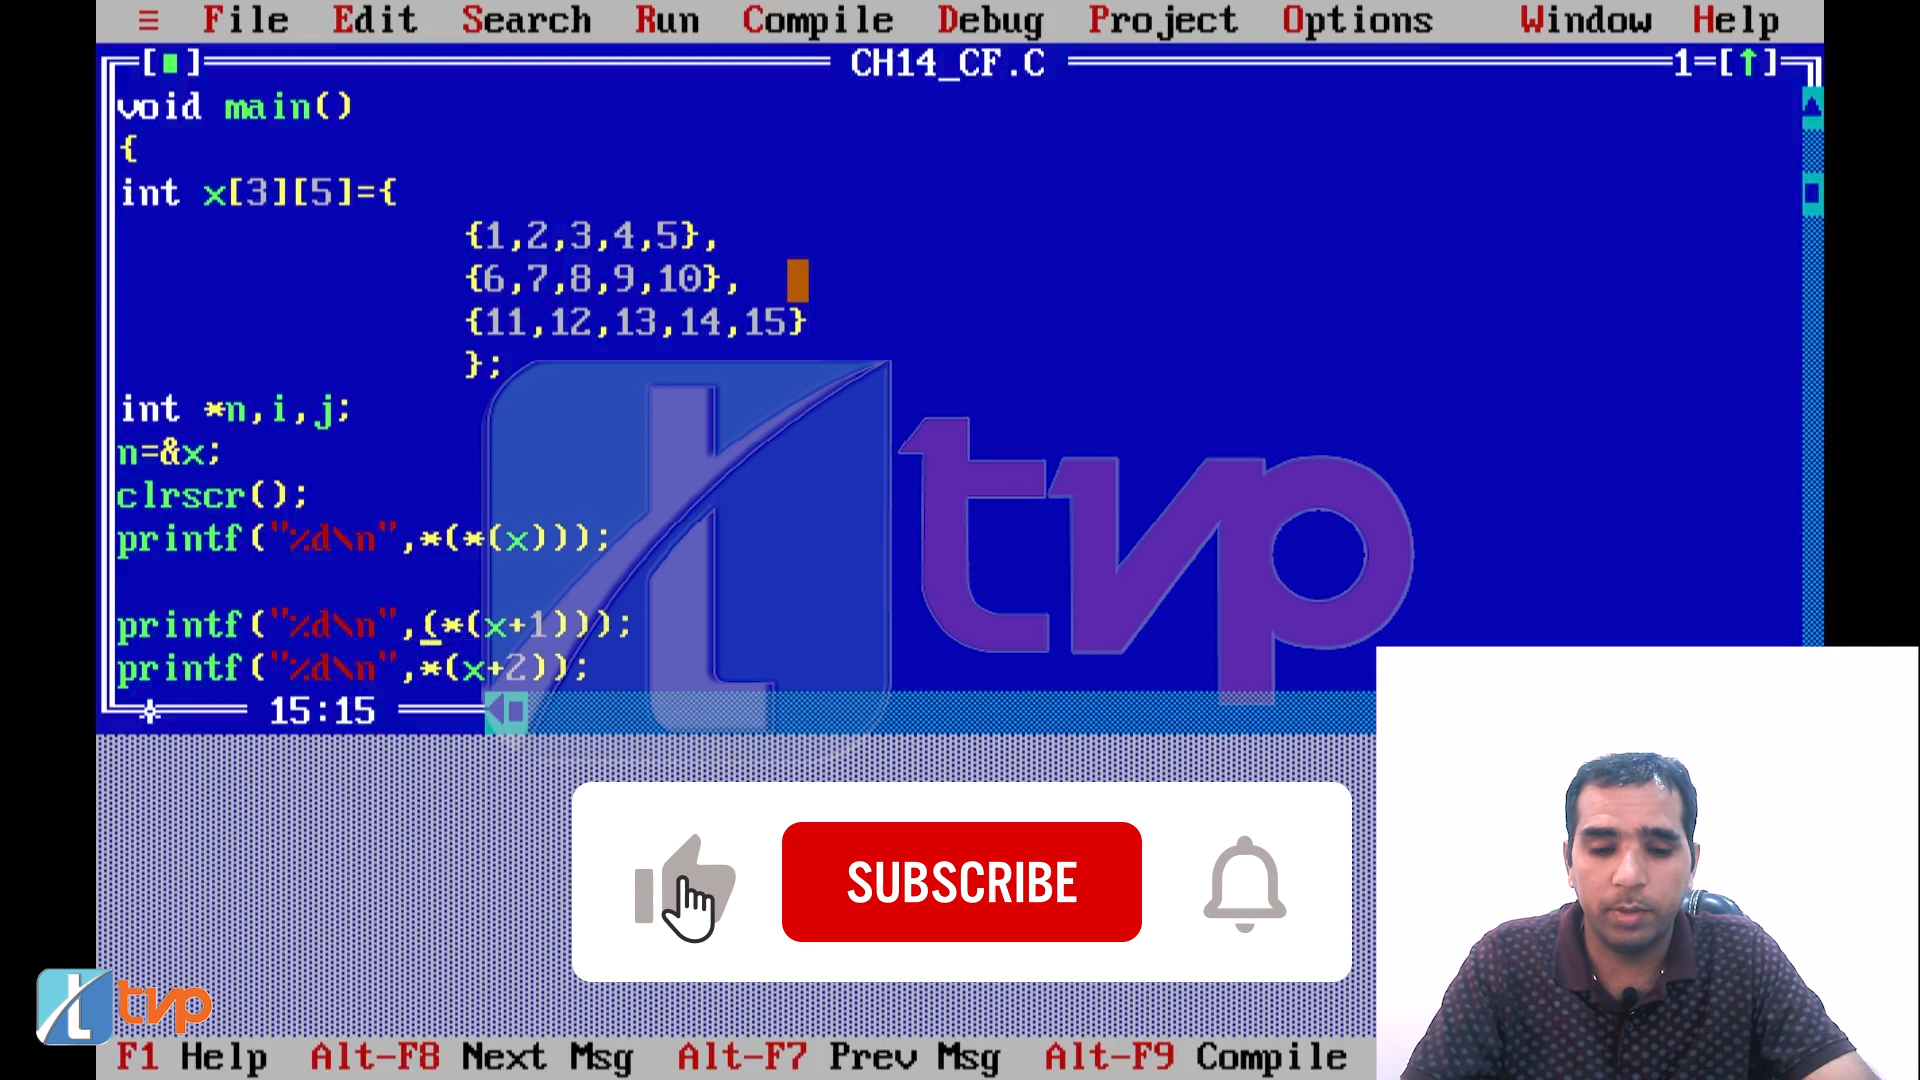 ≡ File Edit Search Run Compile Debug Project Options Window Help
[■] CH14_CF.C 1=[↑]
void main()
{
int x[3][5]={
{1,2,3,4,5},
{6,7,8,9,10},
{11,12,13,14,15}
};
int *n,i,j;
n=&x;
clrscr();
printf("%d\n",*(*(x)));
printf("%d\n",(*(x+1)));
printf("%d\n",*(x+2));
15:15
tvp
SUBSCRIBE
tvp
F1 Help Alt-F8 Next Msg Alt-F7 Prev Msg Alt-F9 Compile